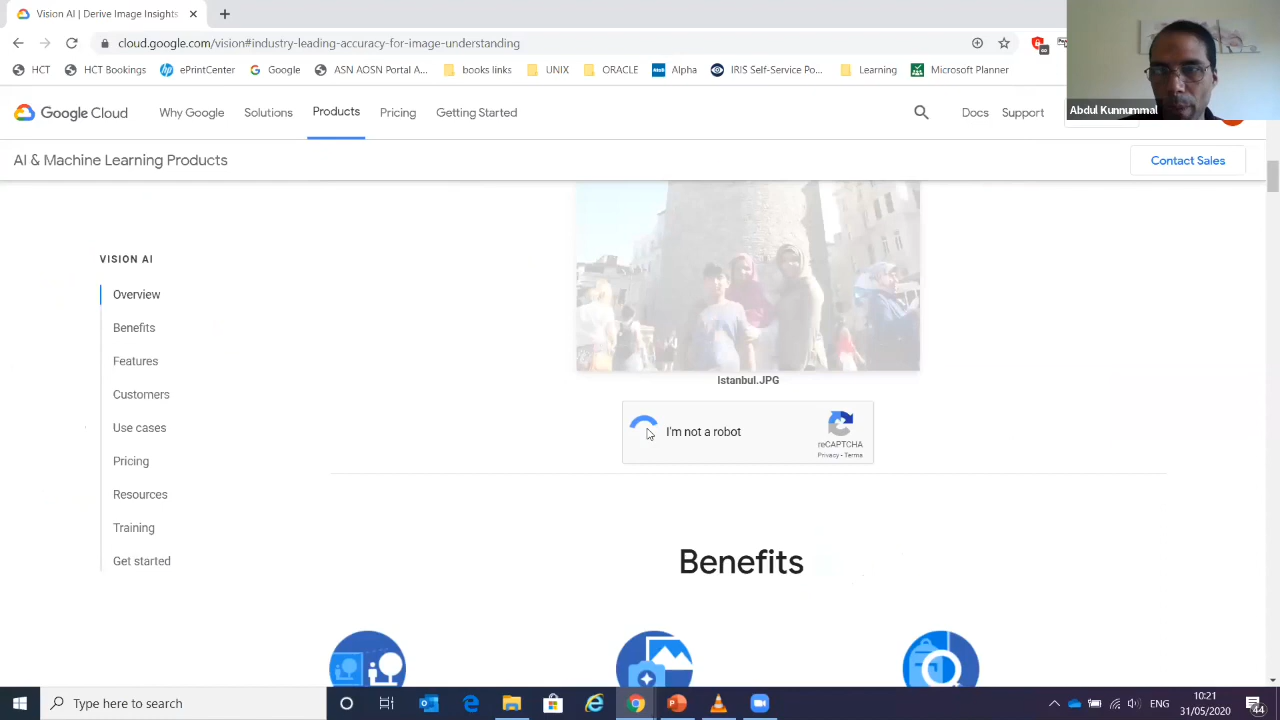 Vision AI | Derive Image Insights
cloud.google.com/vision#industry-leading-accuracy-for-image-understanding
HCT
HCT Bookings
ePrintCenter
Google
ASN AOSN Portal A...
books links
UNIX
ORACLE
Alpha
IRIS Self-Service Po...
Learning
Microsoft Planner
Abdul Kunnummal
Google Cloud
Why Google
Solutions
Products
Pricing
Getting Started
Docs
Support
AI & Machine Learning Products
Contact Sales
VISION AI
Overview
Benefits
Features
Customers
Use cases
Pricing
Resources
Training
Get started
Istanbul.JPG
I'm not a robot
reCAPTCHA
Privacy - Terms
Benefits
Type here to search
ENG
10:21
31/05/2020
44